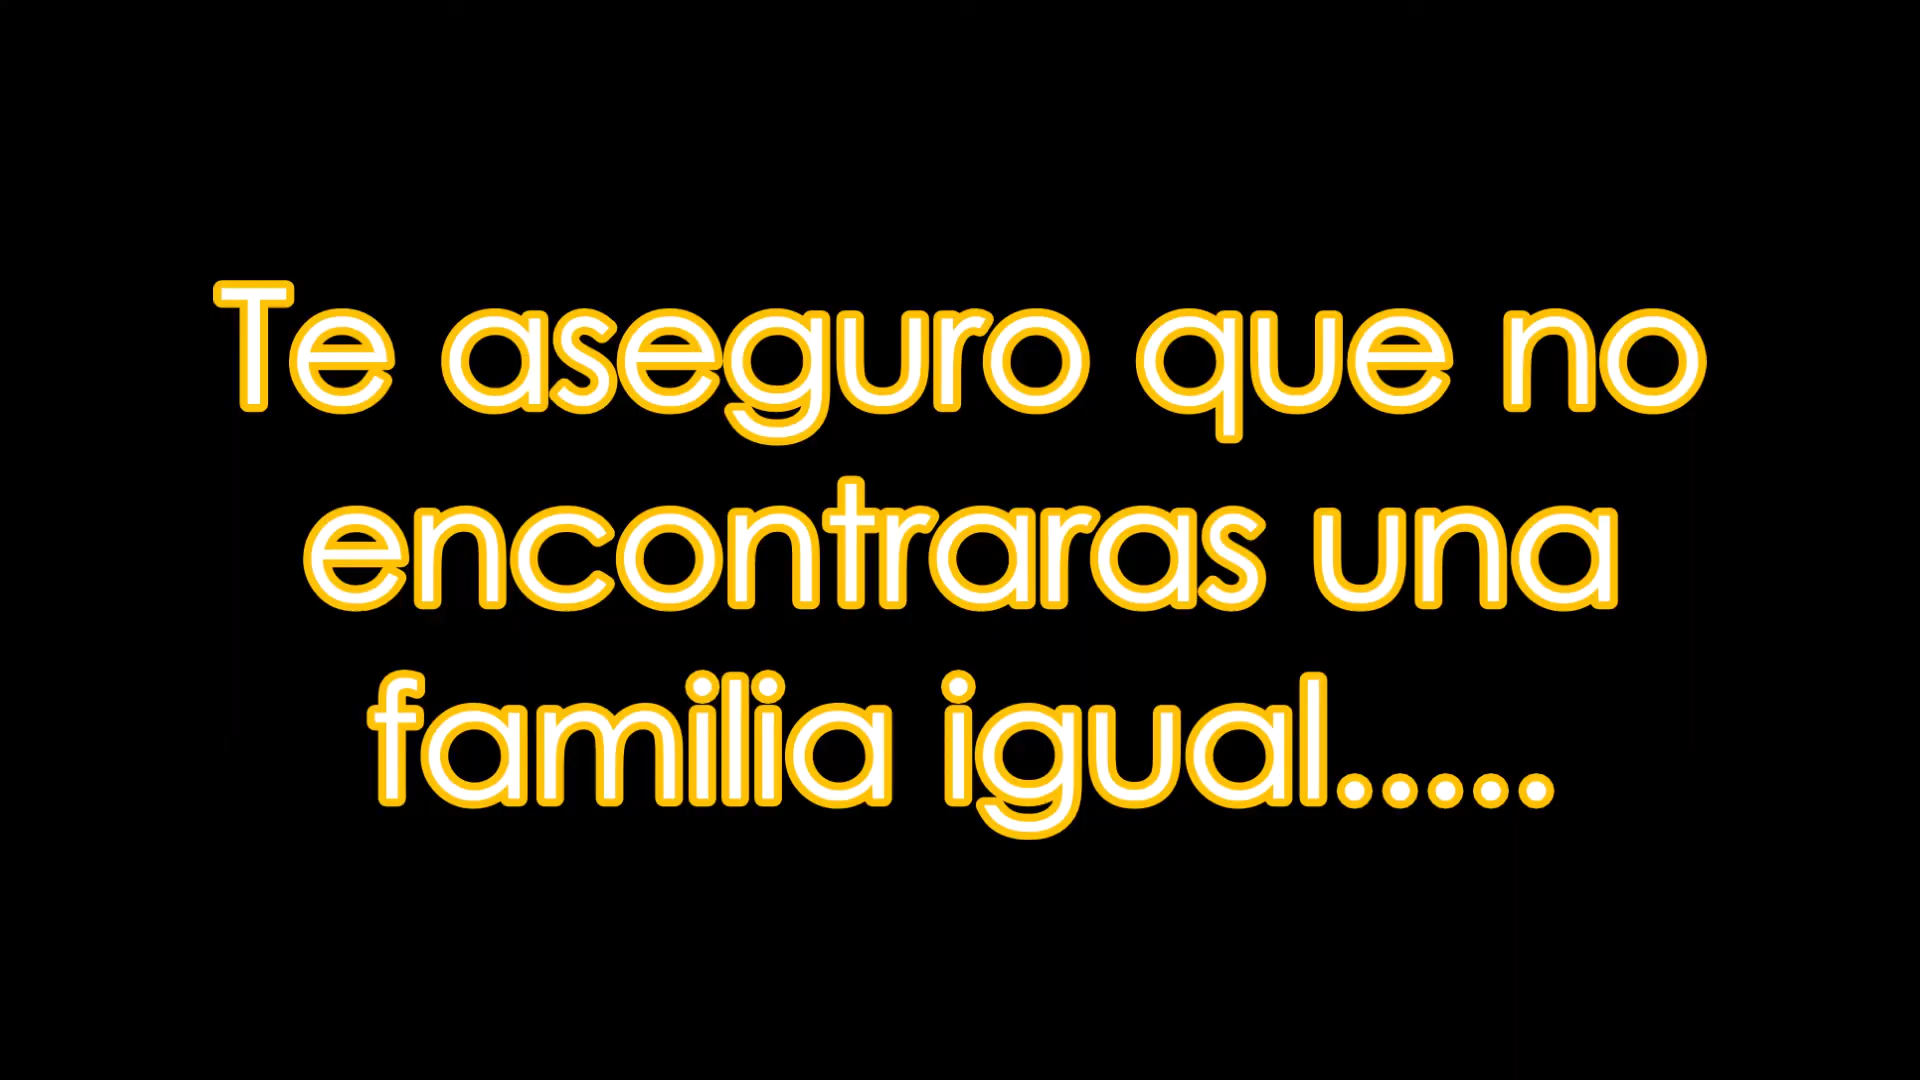 Te aseguro que no
encontraras una
familia igual.....